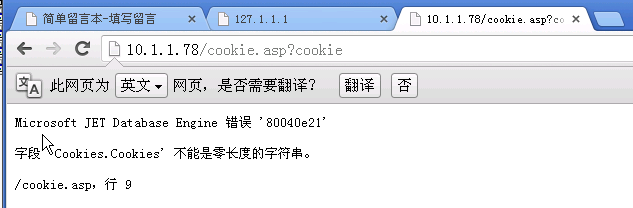 简单留言本-填写留言
127.1.1.1
10.1.1.78/cookie.asp?co
10.1.1.78/cookie.asp?cookie
此网页为 英文 网页，是否需要翻译？ 翻译 否
Microsoft JET Database Engine 错误 '80040e21'
字段 'Cookies.Cookies' 不能是零长度的字符串。
/cookie.asp，行 9